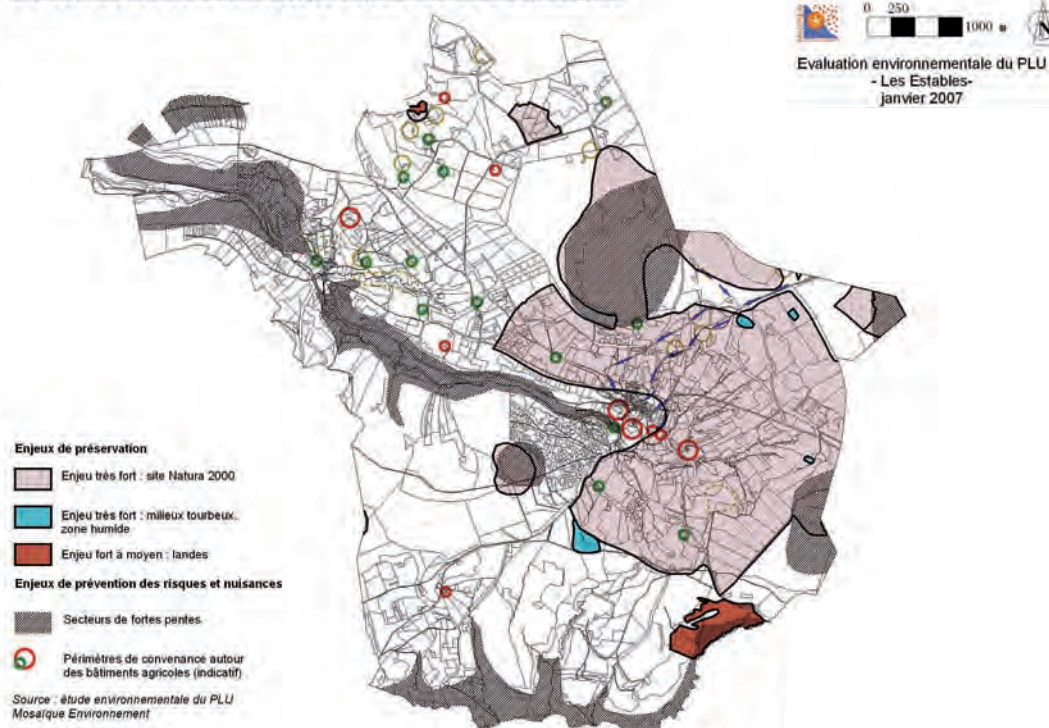 0 250
1000 m
N
Evaluation environnementale du PLU
- Les Estables-
janvier 2007
Enjeux de préservation
Enjeu très fort : site Natura 2000
Enjeu très fort : milieux tourbeux,
zone humide
Enjeu fort à moyen : landes
Enjeux de prévention des risques et nuisances
Secteurs de fortes pentes
Périmètres de convenance autour
des bâtiments agricoles (indicatif)
Source : étude environnementale du PLU
Mosaïque Environnement